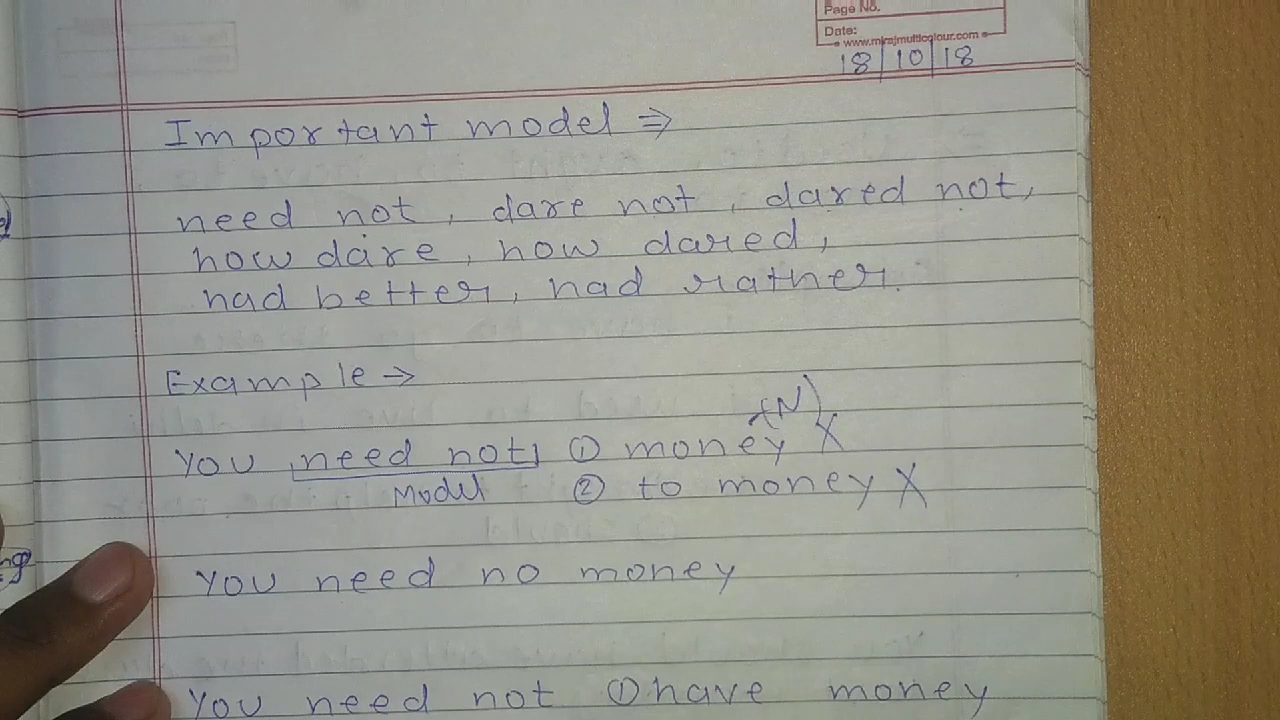 Page No.
Date:
www.mirajmulticolour.com
18/10/18
Important model ⇒
need not, dare not, dared not,
how dare, how dared,
had better, had rather.
Example →
(N)
You need not ① money X
Model ② to money X
You need no money
You need not ① have money